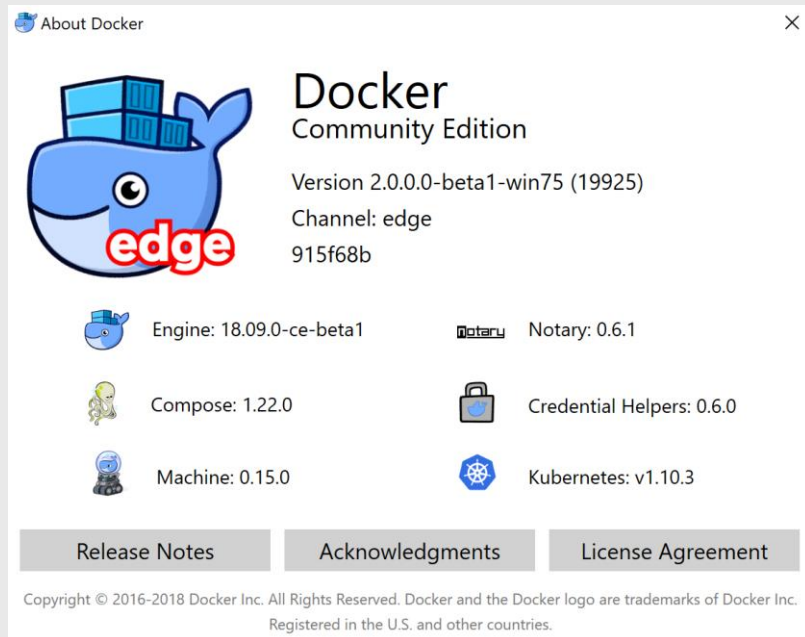 About Docker
Docker
Community Edition
Version 2.0.0.0-beta1-win75 (19925)
Channel: edge
915f68b
edge
Engine: 18.09.0-ce-beta1
notary
Notary: 0.6.1
Compose: 1.22.0
Credential Helpers: 0.6.0
Machine: 0.15.0
Kubernetes: v1.10.3
Release Notes
Acknowledgments
License Agreement
Copyright © 2016-2018 Docker Inc. All Rights Reserved. Docker and the Docker logo are trademarks of Docker Inc.
Registered in the U.S. and other countries.